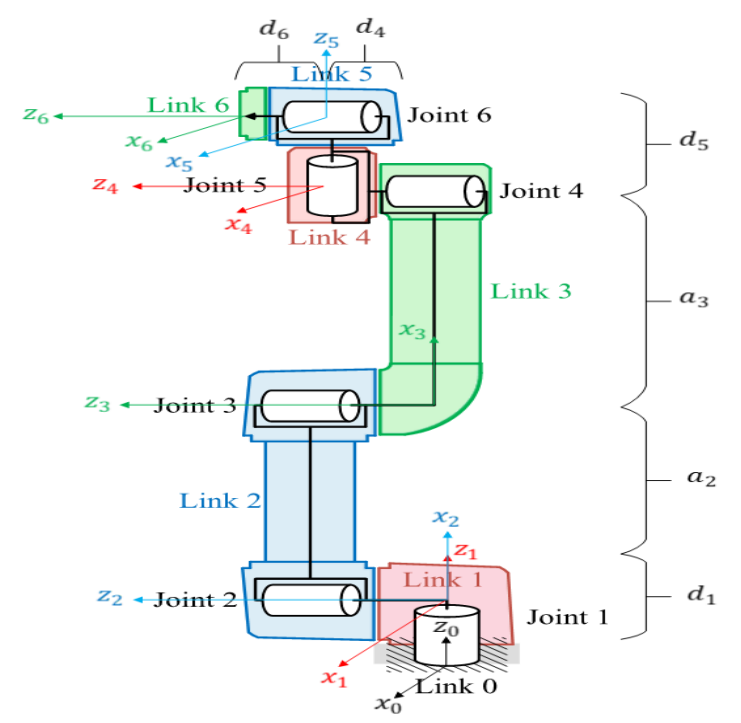 d₆ d₄
z₅
Link 5
Link 6
Joint 6
z₆
x₆
x₅
d₅
z₄
Joint 5
Joint 4
x₄
Link 4
Link 3
a₃
x₃
z₃
Joint 3
a₂
Link 2
x₂
z₁
Link 1
z₂
Joint 2
d₁
Joint 1
z₀
x₁
Link 0
x₀